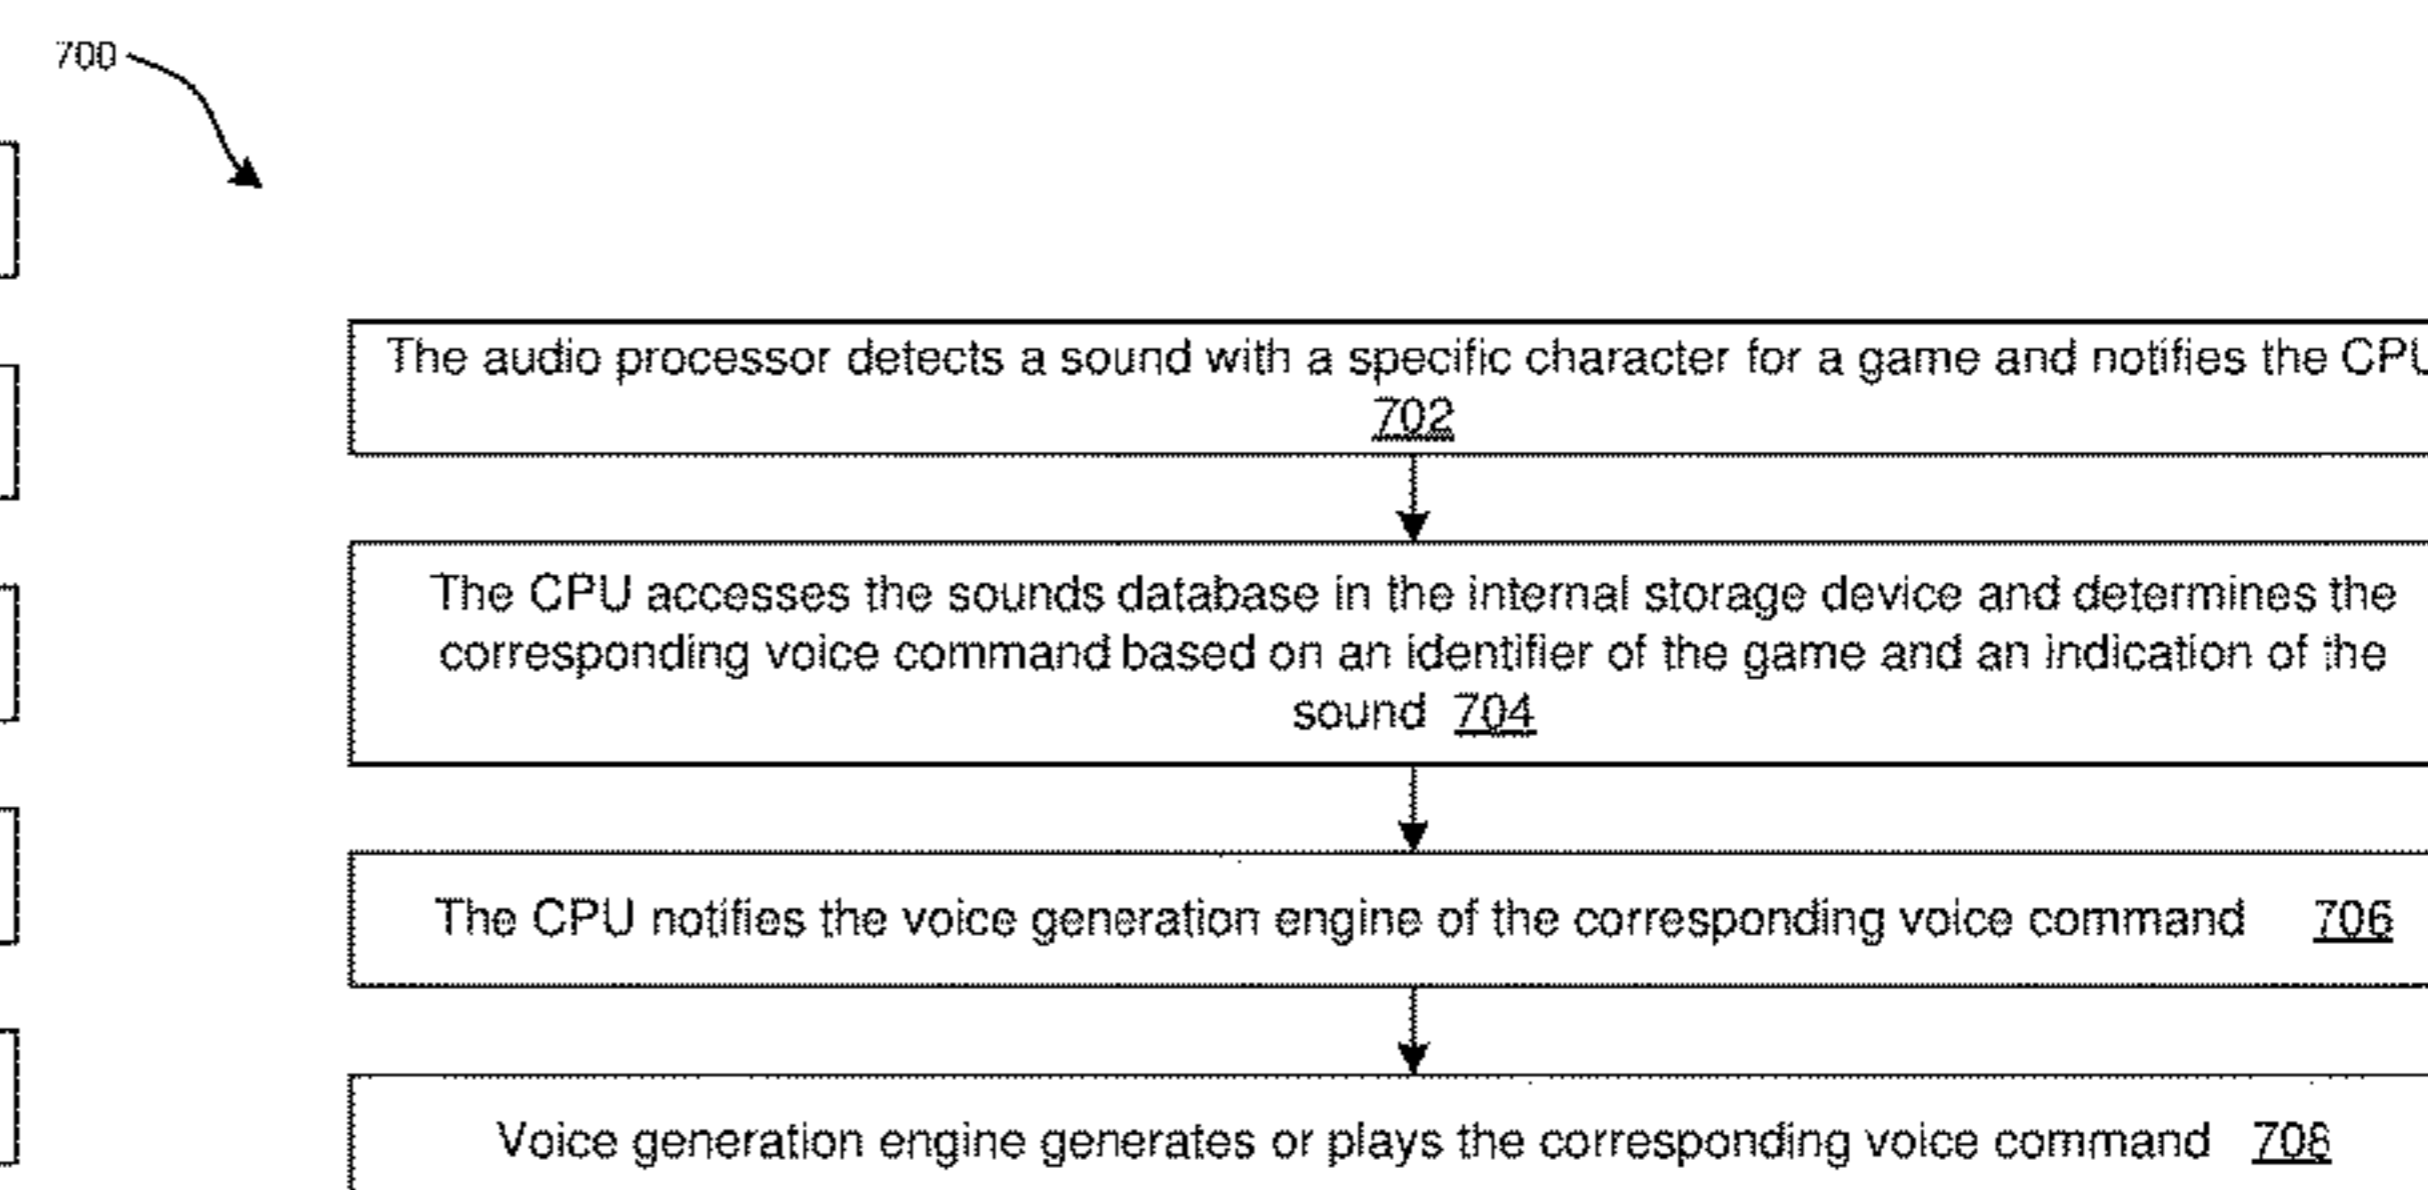 700
The audio processor detects a sound with a specific character for a game and notifies the CPU
702
The CPU accesses the sounds database in the internal storage device and determines the
corresponding voice command based on an identifier of the game and an indication of the
sound 704
The CPU notifies the voice generation engine of the corresponding voice command 706
Voice generation engine generates or plays the corresponding voice command 708